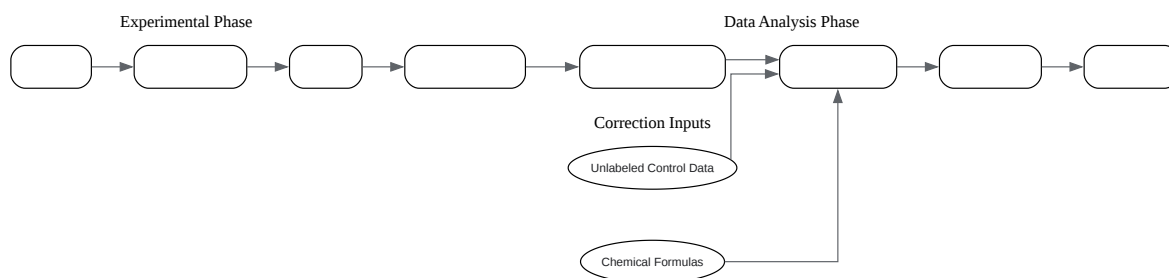 Experimental Phase
Data Analysis Phase
Correction Inputs
Unlabeled Control Data
Chemical Formulas